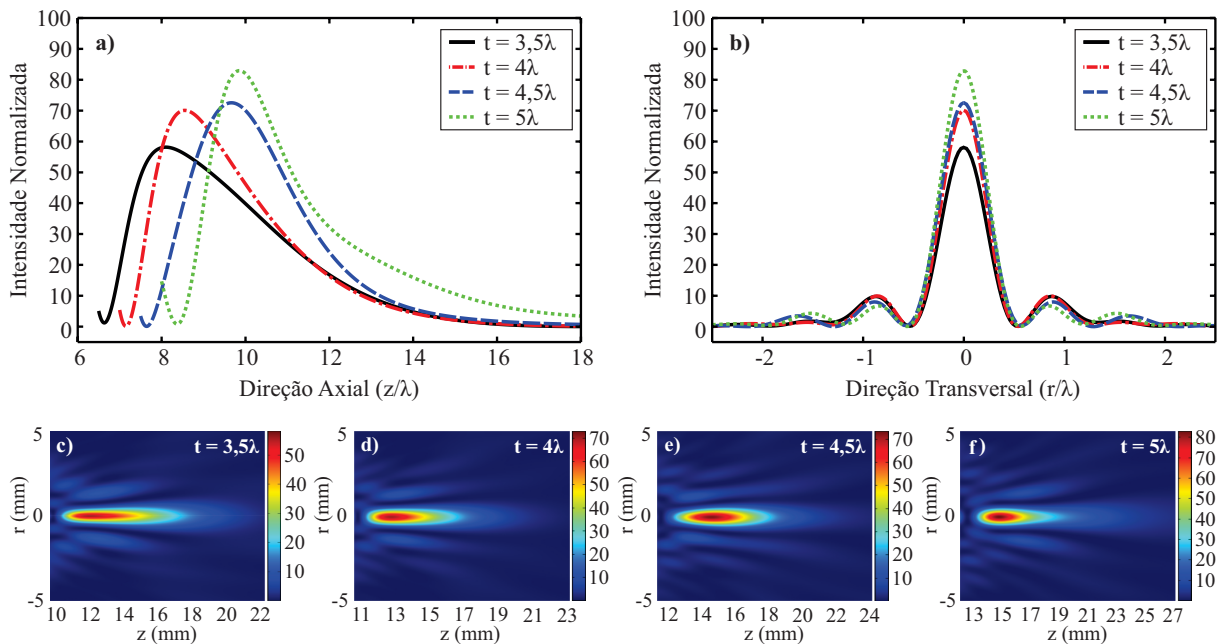 a)
t = 3,5λ
t = 4λ
t = 4,5λ
t = 5λ
Intensidade Normalizada
100
90
80
70
60
50
40
30
20
10
0
6 8 10 12 14 16 18
Direção Axial (z/λ)
b)
t = 3,5λ
t = 4λ
t = 4,5λ
t = 5λ
Intensidade Normalizada
100
90
80
70
60
50
40
30
20
10
0
-2 -1 0 1 2
Direção Transversal (r/λ)
c) t = 3,5λ
r (mm)
5
0
-5
10 12 14 16 18 20 22
z (mm)
50
40
30
20
10
d) t = 4λ
r (mm)
5
0
-5
11 13 15 17 19 21 23
z (mm)
70
60
50
40
30
20
10
e) t = 4,5λ
r (mm)
5
0
-5
12 14 16 18 20 22 24
z (mm)
70
60
50
40
30
20
10
f) t = 5λ
r (mm)
5
0
-5
13 15 17 19 21 23 25 27
z (mm)
80
70
60
50
40
30
20
10